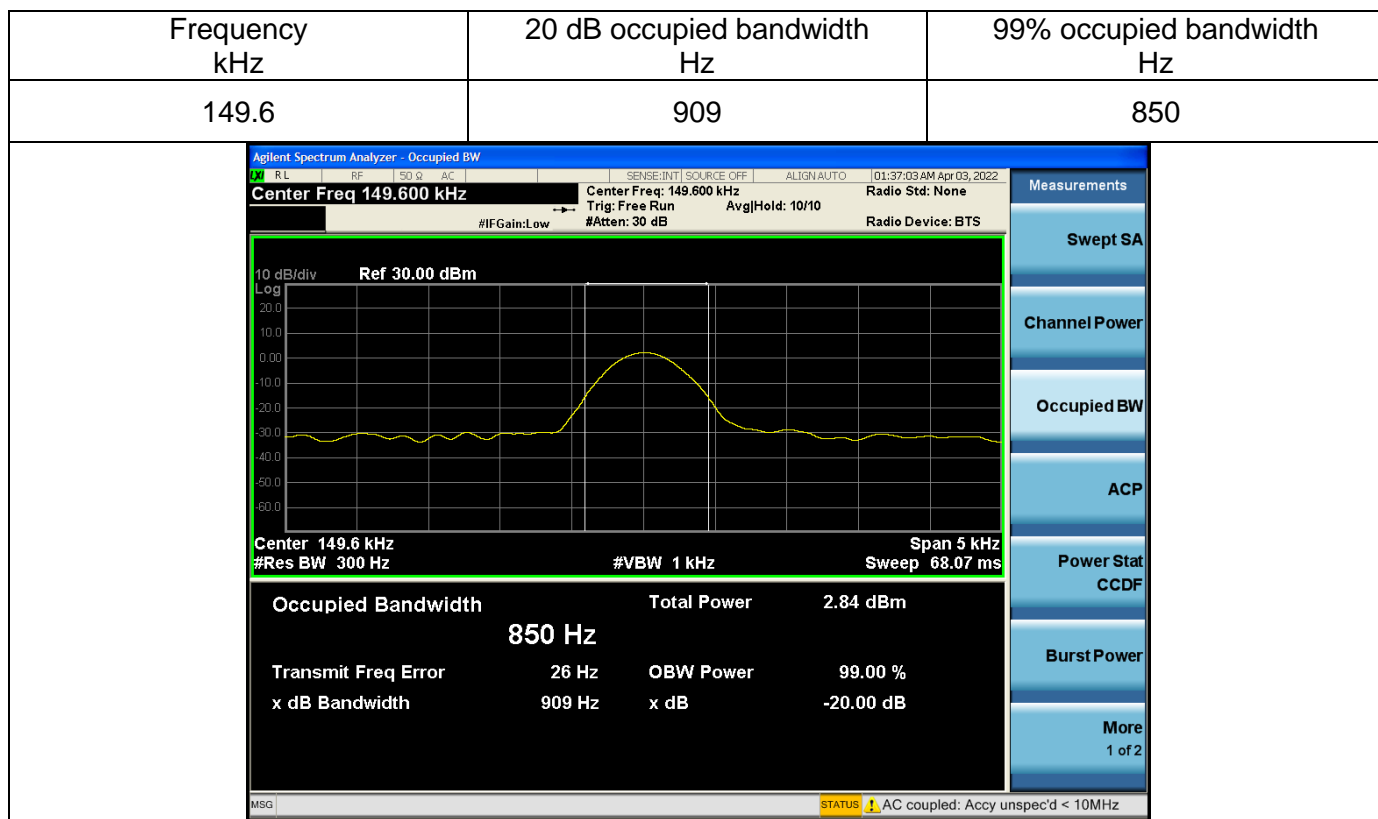 Frequency
kHz
20 dB occupied bandwidth
Hz
99% occupied bandwidth
Hz
149.6
909
850
Agilent Spectrum Analyzer - Occupied BW
LXI RL RF 50 Ω AC SENSE:INT SOURCE OFF ALIGN AUTO 01:37:03 AM Apr 03, 2022
Center Freq 149.600 kHz
Center Freq: 149.600 kHz
Radio Std: None
Trig: Free Run Avg|Hold: 10/10
#IFGain:Low
#Atten: 30 dB
Radio Device: BTS
10 dB/div Ref 30.00 dBm
Log
20.0
10.0
0.00
-10.0
-20.0
-30.0
-40.0
-50.0
-60.0
Center 149.6 kHz
Span 5 kHz
#Res BW 300 Hz
#VBW 1 kHz
Sweep 68.07 ms
Occupied Bandwidth
Total Power 2.84 dBm
850 Hz
Transmit Freq Error 26 Hz
OBW Power 99.00 %
x dB Bandwidth 909 Hz
x dB -20.00 dB
Measurements
Swept SA
Channel Power
Occupied BW
ACP
Power Stat
CCDF
Burst Power
More
1 of 2
MSG
STATUS AC coupled: Accy unspec'd < 10MHz